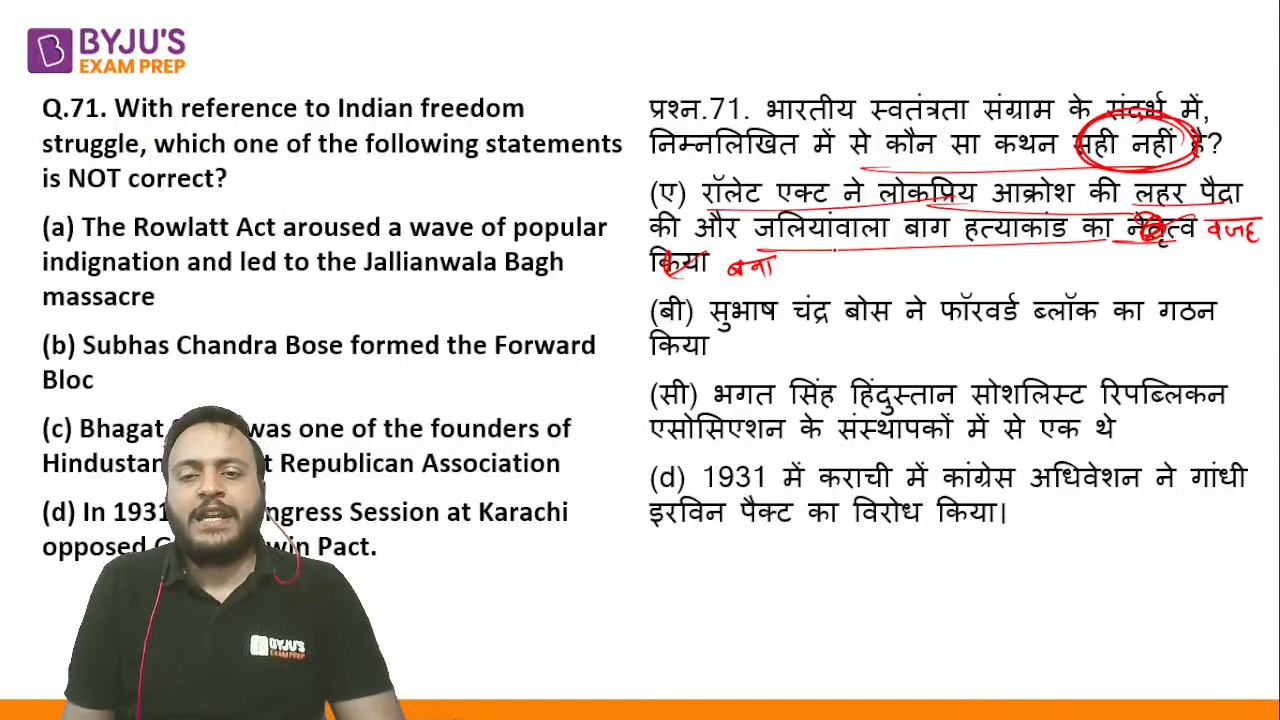 BYJU'S
EXAM PREP
Q.71. With reference to Indian freedom
struggle, which one of the following statements
is NOT correct?
(a) The Rowlatt Act aroused a wave of popular
indignation and led to the Jallianwala Bagh
massacre
(b) Subhas Chandra Bose formed the Forward
Bloc
(c) Bhagat was one of the founders of
Hindustan Republican Association
(d) In 1931 Session at Karachi
opposed Pact.
प्रश्न.71. भारतीय स्वतंत्रता संग्राम के संदर्भ में,
निम्नलिखित में से कौन सा कथन सही नहीं है?
(ए) रॉलेट एक्ट ने लोकप्रिय आक्रोश की लहर पैदा
की और जलियांवाला बाग हत्याकांड का नेतृत्व वजह
किया बना
(बी) सुभाष चंद्र बोस ने फॉरवर्ड ब्लॉक का गठन
किया
(सी) भगत सिंह हिंदुस्तान सोशलिस्ट रिपब्लिकन
एसोसिएशन के संस्थापकों में से एक थे
(d) 1931 में कराची में कांग्रेस अधिवेशन ने गांधी
इरविन पैक्ट का विरोध किया।
BYJU'S
EXAM PREP